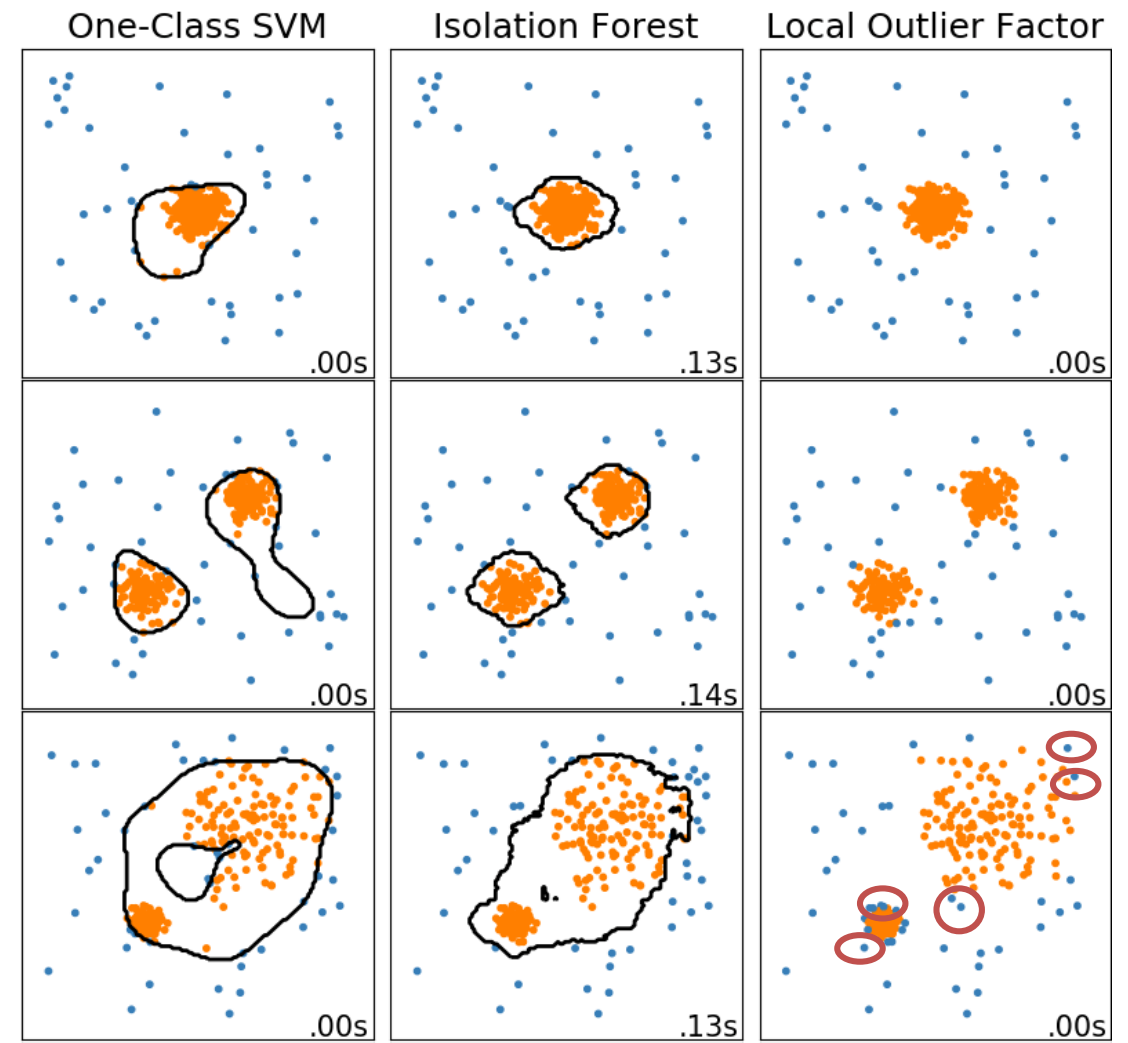 One-Class SVM
Isolation Forest
Local Outlier Factor
.00s
.13s
.00s
.00s
.14s
.00s
.00s
.13s
.00s